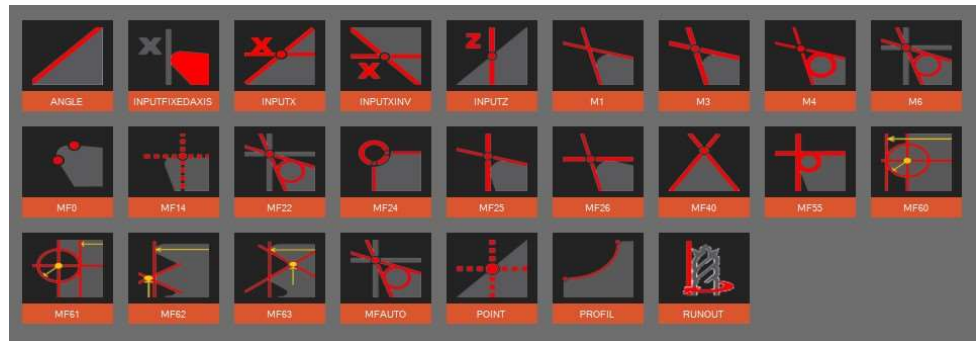 X
X
X
Z
ANGLE
INPUTFIXEDAXIS
INPUTX
INPUTXINV
INPUTZ
M1
M3
M4
M6
MF0
MF14
MF22
MF24
MF25
MF26
MF40
MF55
MF60
MF61
MF62
MF63
MFAUTO
POINT
PROFIL
RUNOUT